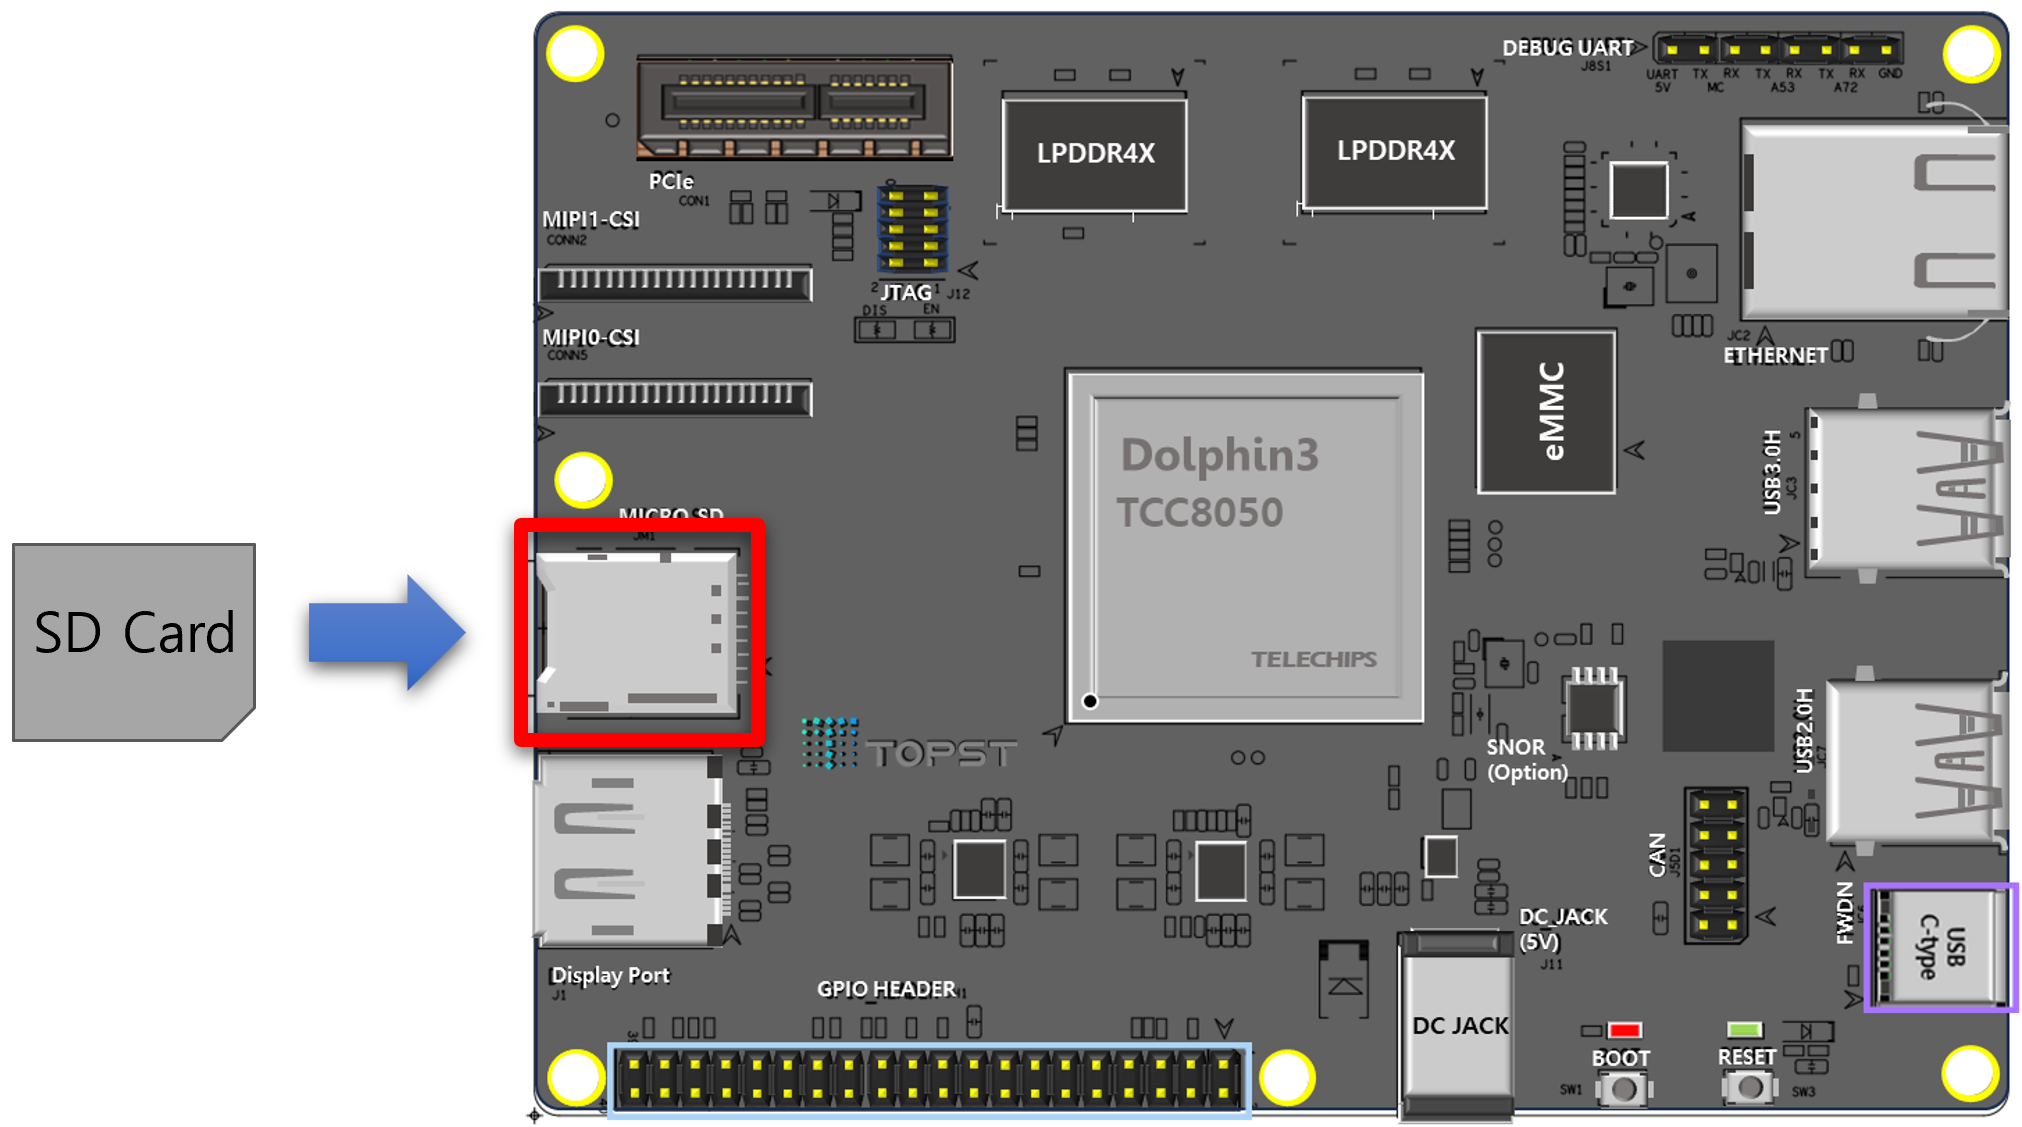 SD Card
PCIe
CON1
MIPI1-CSI
CONN2
MIPI0-CSI
CONN5
JTAG
2
1
J12
DIS
EN
LPDDR4X
LPDDR4X
DEBUG UART
J8S1
UART TX RX TX RX TX RX GND
5V MC A53 A72
JC2
ETHERNET
eMMC
Dolphin3
TCC8050
TELECHIPS
USB3.0H
JC3
5
MICRO SD
JM1
TOPST
SNOR
(Option)
USB2.0H
JC7
CAN
J5D1
FWDN
USB
C-type
DC_JACK
(5V)
J11
DC JACK
Display Port
J1
GPIO HEADER
BOOT
SW1
RESET
SW3